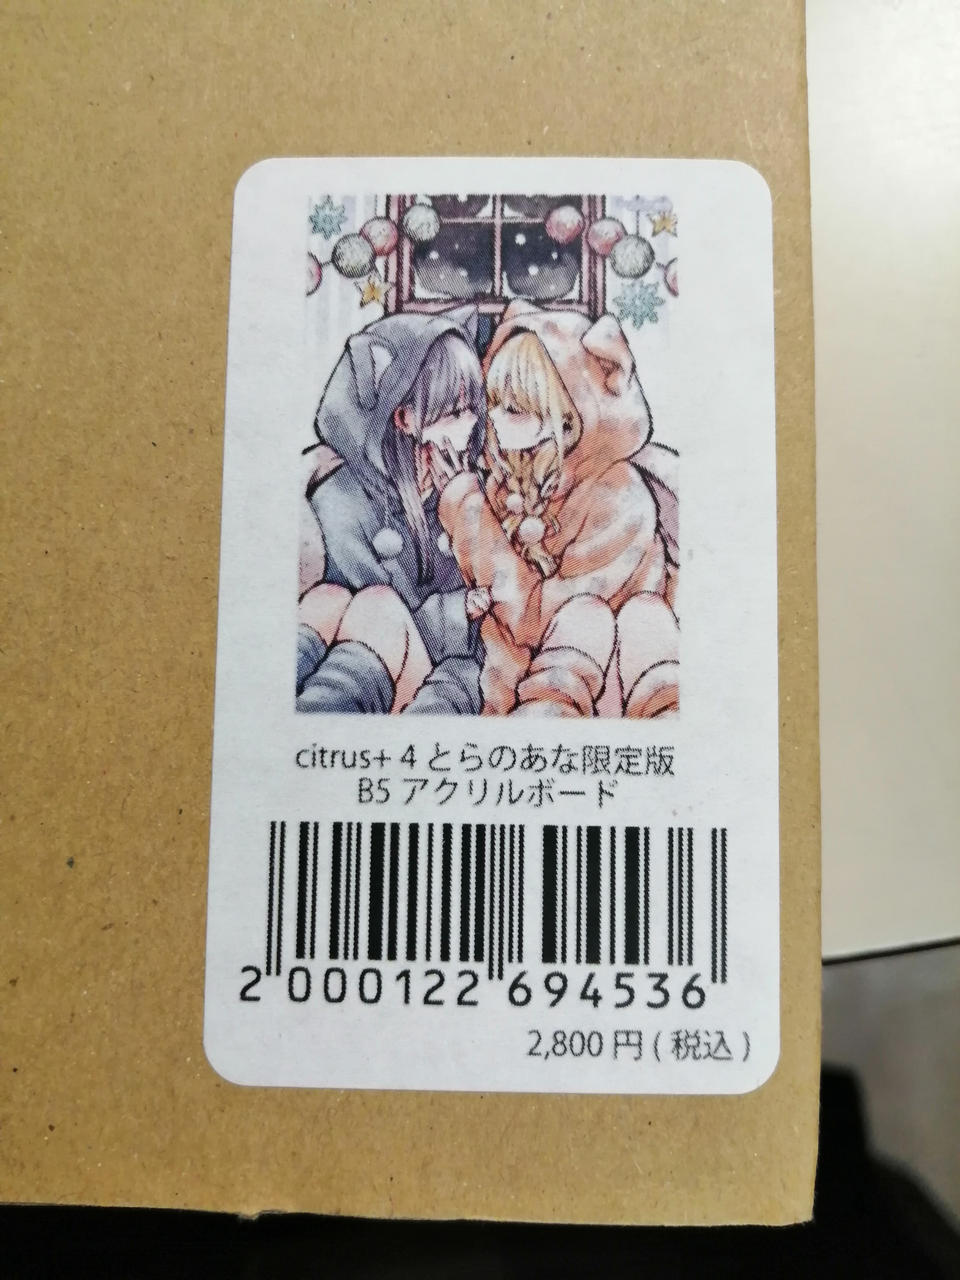 citrus+ 4 とらのあな限定版
B5 アクリルボード
2 000122 694536
2,800 円 ( 税込 )